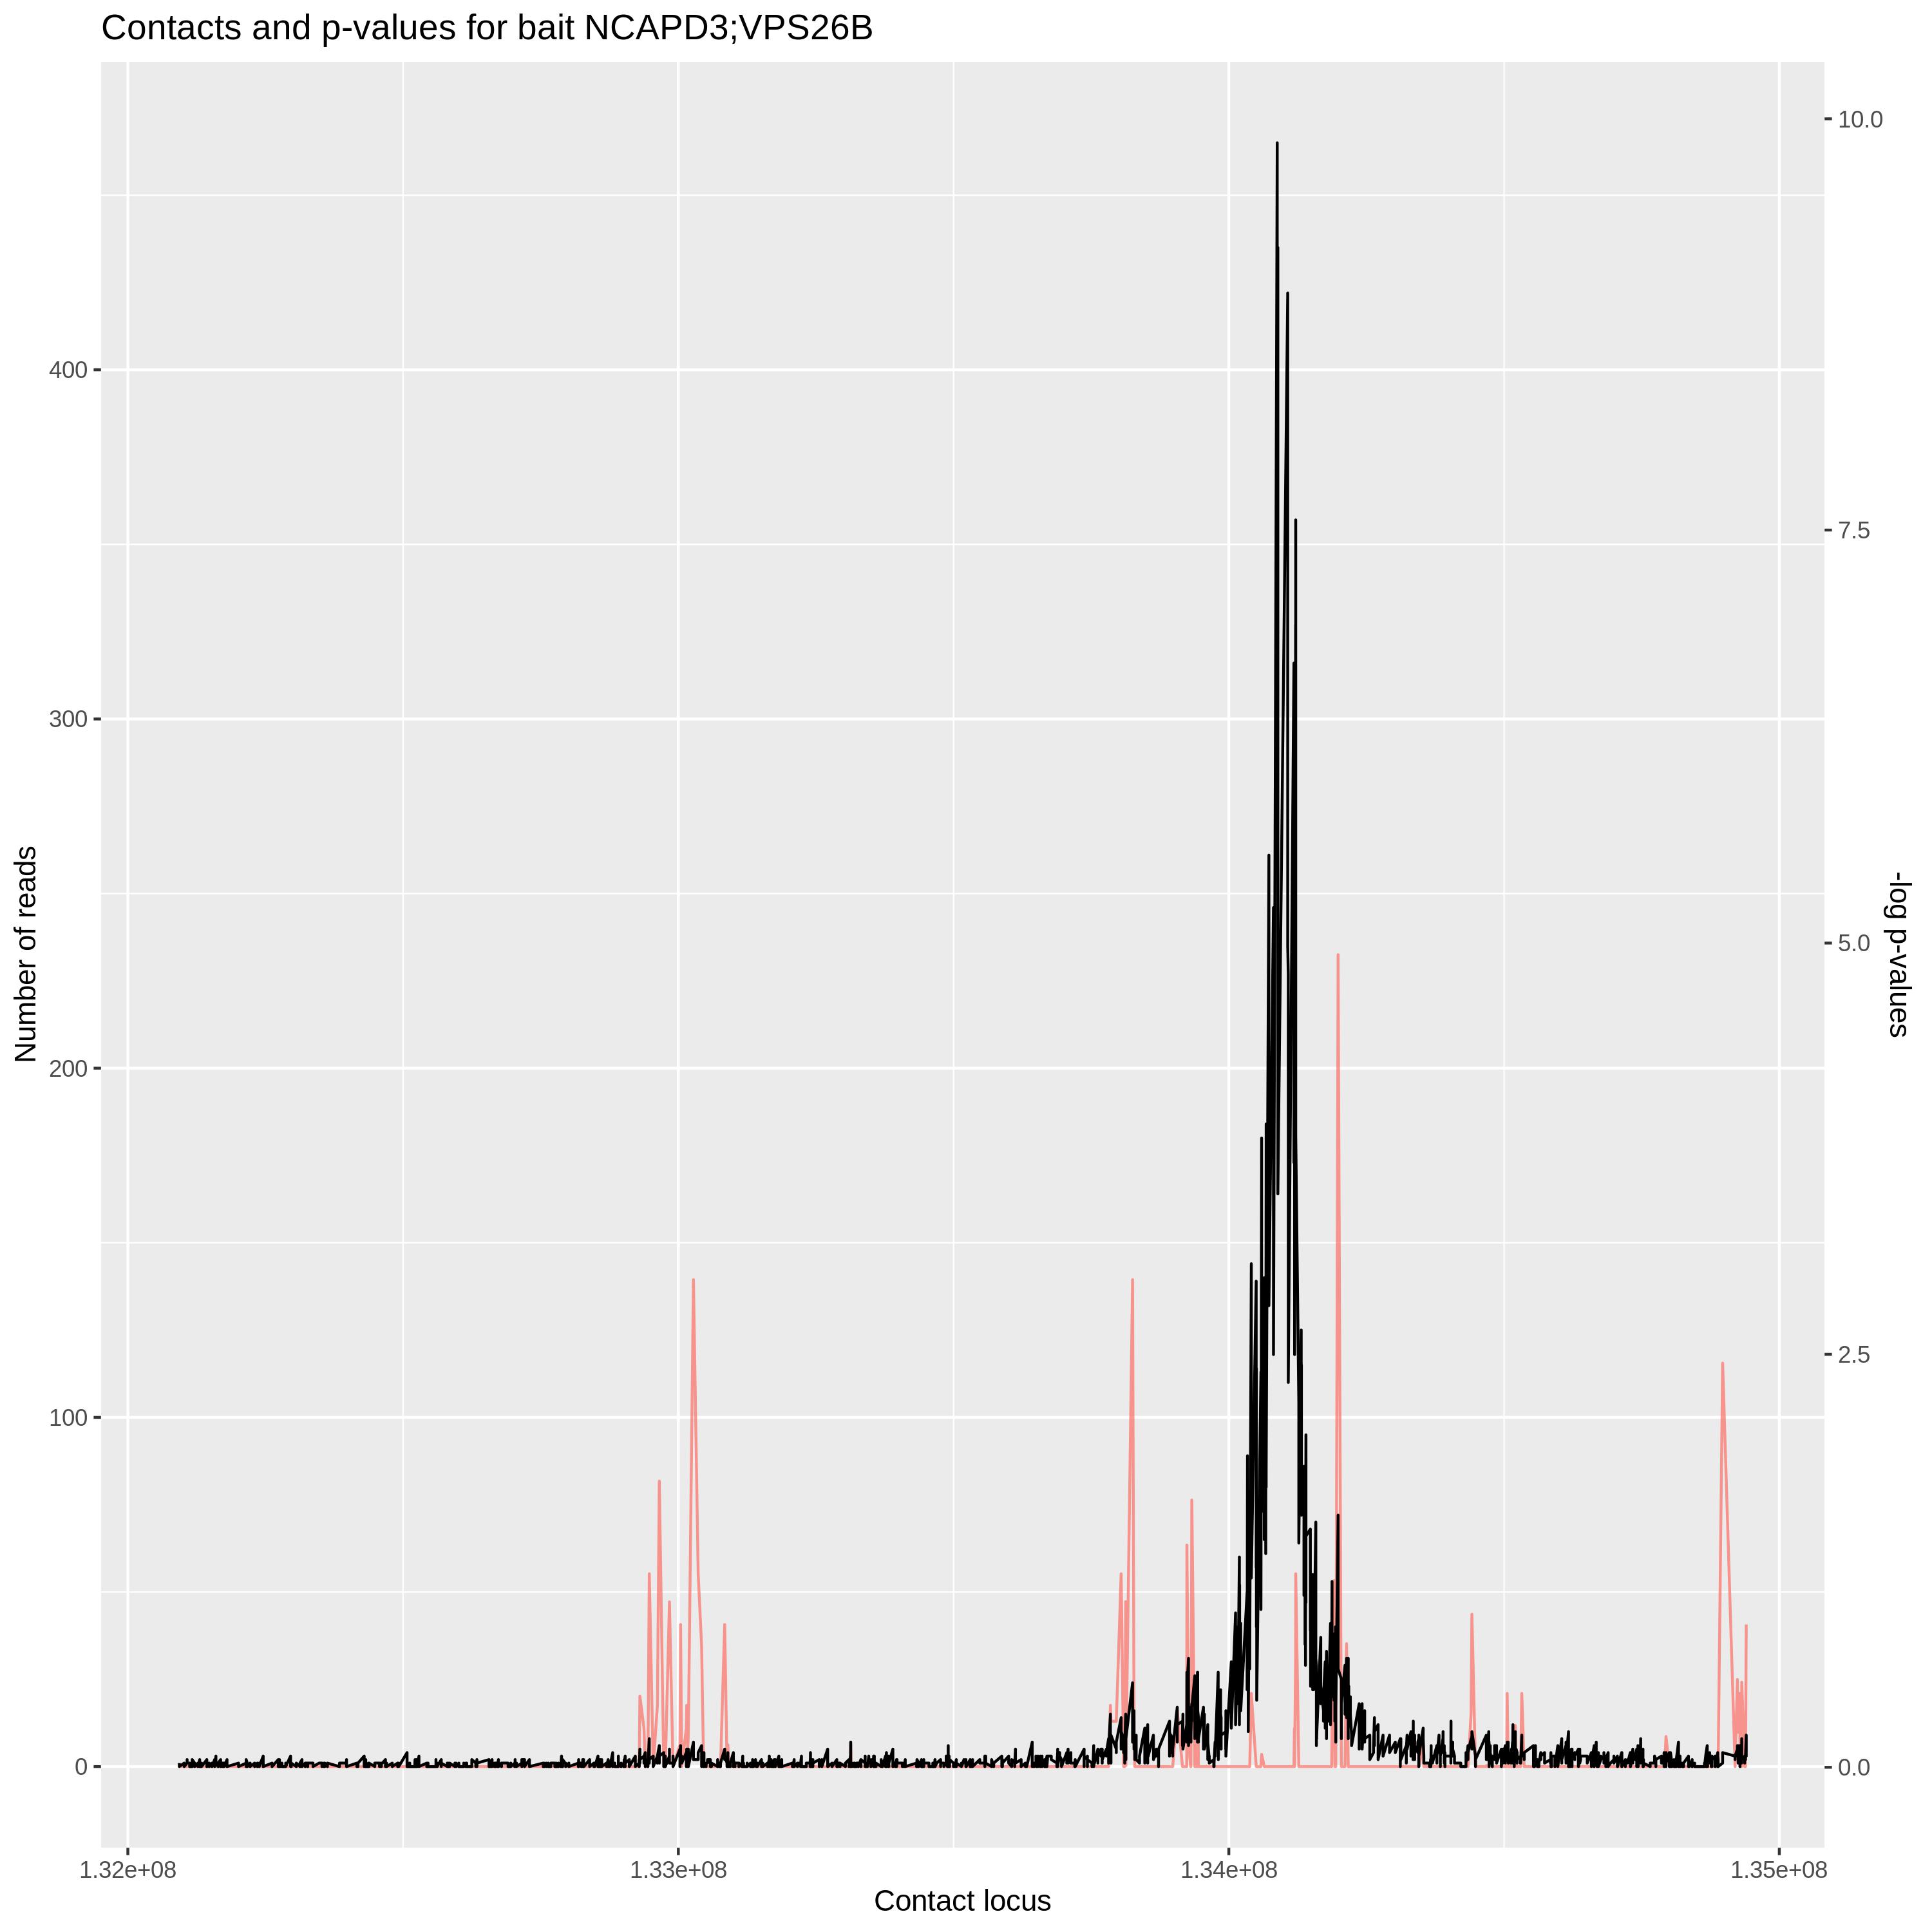 Contacts and p-values for bait NCAPD3;VPS26B
Number of reads
400
300
200
100
0
10.0
7.5
5.0
2.5
0.0
-log p-values
1.32e+08
1.33e+08
1.34e+08
1.35e+08
Contact locus